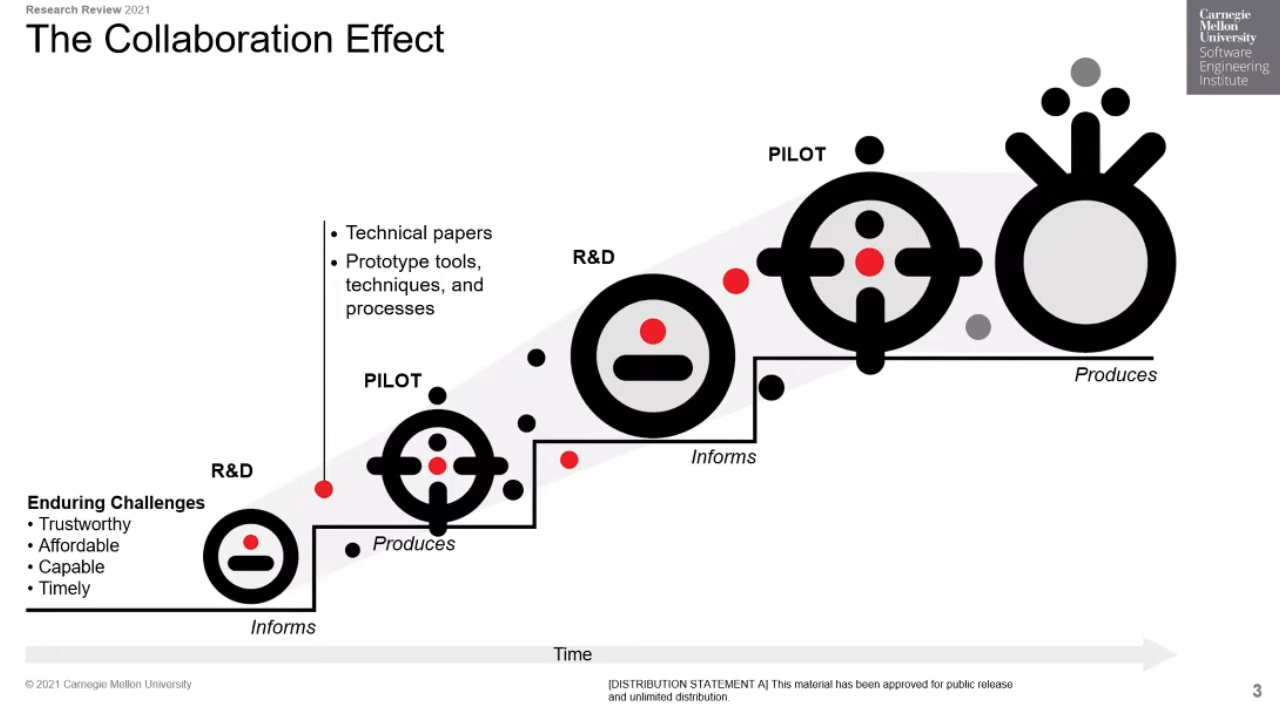 Research Review 2021
The Collaboration Effect
Carnegie
Mellon
University
Software
Engineering
Institute
PILOT
• Technical papers
• Prototype tools,
techniques, and
processes
R&D
PILOT
Produces
R&D
Informs
Enduring Challenges
• Trustworthy
• Affordable
• Capable
• Timely
Produces
Informs
Time
© 2021 Carnegie Mellon University
[DISTRIBUTION STATEMENT A] This material has been approved for public release
and unlimited distribution.
3